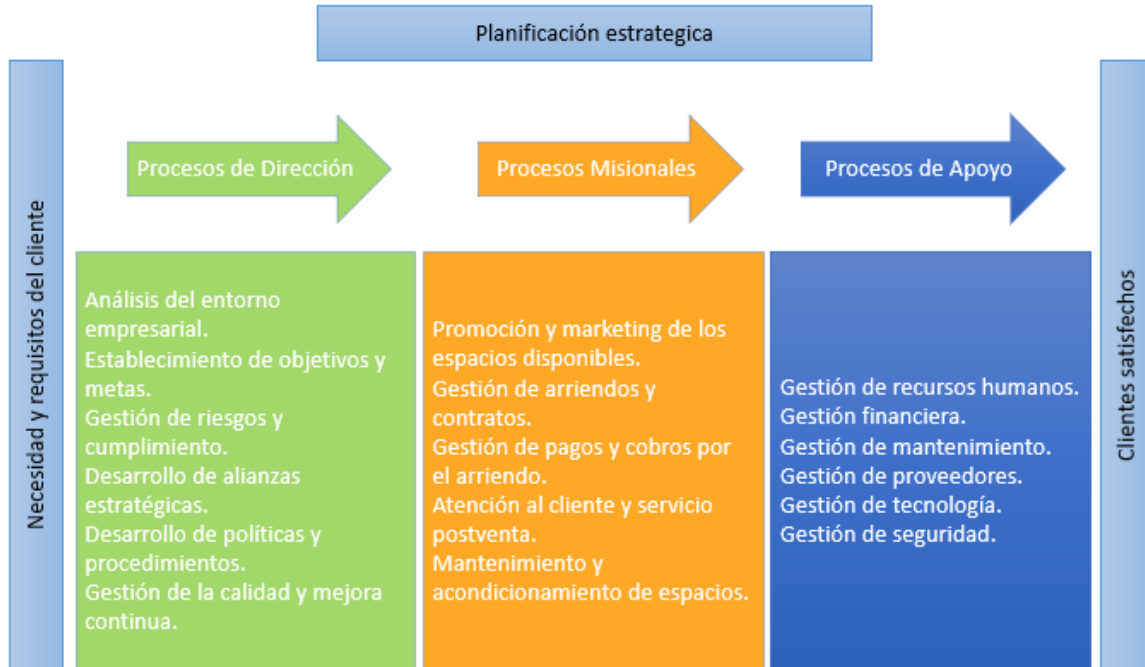 Planificación estrategica
Necesidad y requisitos del cliente
Procesos de Dirección
Procesos Misionales
Procesos de Apoyo
Análisis del entorno
empresarial.
Establecimiento de objetivos y
metas.
Gestión de riesgos y
cumplimiento.
Desarrollo de alianzas
estratégicas.
Desarrollo de políticas y
procedimientos.
Gestión de la calidad y mejora
continua.
Promoción y marketing de los
espacios disponibles.
Gestión de arriendos y
contratos.
Gestión de pagos y cobros por
el arriendo.
Atención al cliente y servicio
postventa.
Mantenimiento y
acondicionamiento de espacios.
Gestión de recursos humanos.
Gestión financiera.
Gestión de mantenimiento.
Gestión de proveedores.
Gestión de tecnología.
Gestión de seguridad.
Clientes satisfechos